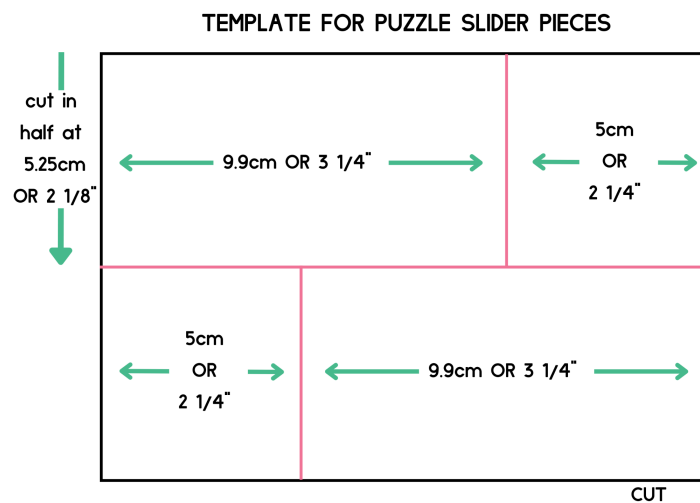 TEMPLATE FOR PUZZLE SLIDER PIECES
cut in
half at
5.25cm
OR 2 1/8"
9.9cm OR 3 1/4"
5cm
OR
2 1/4"
5cm
OR
2 1/4"
9.9cm OR 3 1/4"
CUT